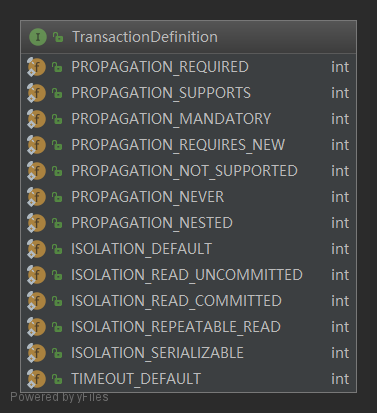 TransactionDefinition
PROPAGATION_REQUIRED int
PROPAGATION_SUPPORTS int
PROPAGATION_MANDATORY int
PROPAGATION_REQUIRES_NEW int
PROPAGATION_NOT_SUPPORTED int
PROPAGATION_NEVER int
PROPAGATION_NESTED int
ISOLATION_DEFAULT int
ISOLATION_READ_UNCOMMITTED int
ISOLATION_READ_COMMITTED int
ISOLATION_REPEATABLE_READ int
ISOLATION_SERIALIZABLE int
TIMEOUT_DEFAULT int
Powered by yFiles